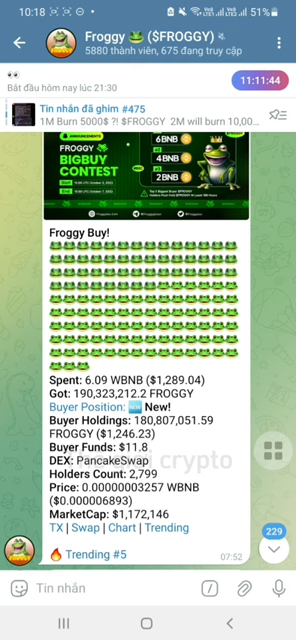 10:18
51%
Froggy ($FROGGY)
5880 thành viên, 675 đang truy cập
Bắt đầu hôm nay lúc 21:30
11:11:44
Tin nhắn đã ghim #475
1M Burn 5000$ ?! $FROGGY 2M will burn 10,00...
ANNOUNCEMENTS
FROGGY
BIGBUY
CONTEST
Start
End
6BNB
4BNB
2BNB
Froggy Buy!
Spent: 6.09 WBNB ($1,289.04)
Got: 190,323,212.2 FROGGY
Buyer Position: New!
Buyer Holdings: 180,807,051.59
FROGGY ($1,246.23)
Buyer Funds: $11.8
DEX: PancakeSwap
crypto
Holders Count: 2,799
Price: 0.00000003257 WBNB
($0.000006893)
MarketCap: $1,172,146
TX | Swap | Chart | Trending
229
Trending #5
07:52
Tin nhắn